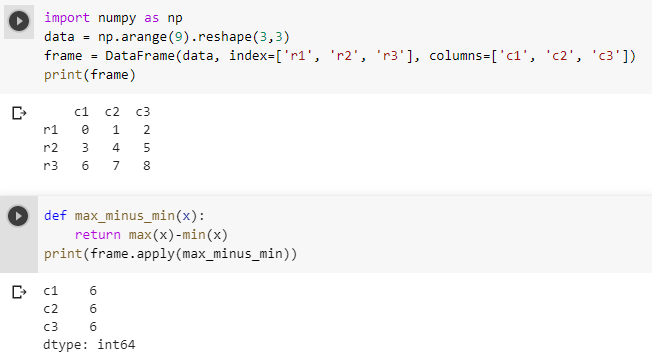 import numpy as np
data = np.arange(9).reshape(3,3)
frame = DataFrame(data, index=['r1', 'r2', 'r3'], columns=['c1', 'c2', 'c3'])
print(frame)
    c1  c2  c3
r1   0   1   2
r2   3   4   5
r3   6   7   8
def max_minus_min(x):
    return max(x)-min(x)
print(frame.apply(max_minus_min))
c1    6
c2    6
c3    6
dtype: int64